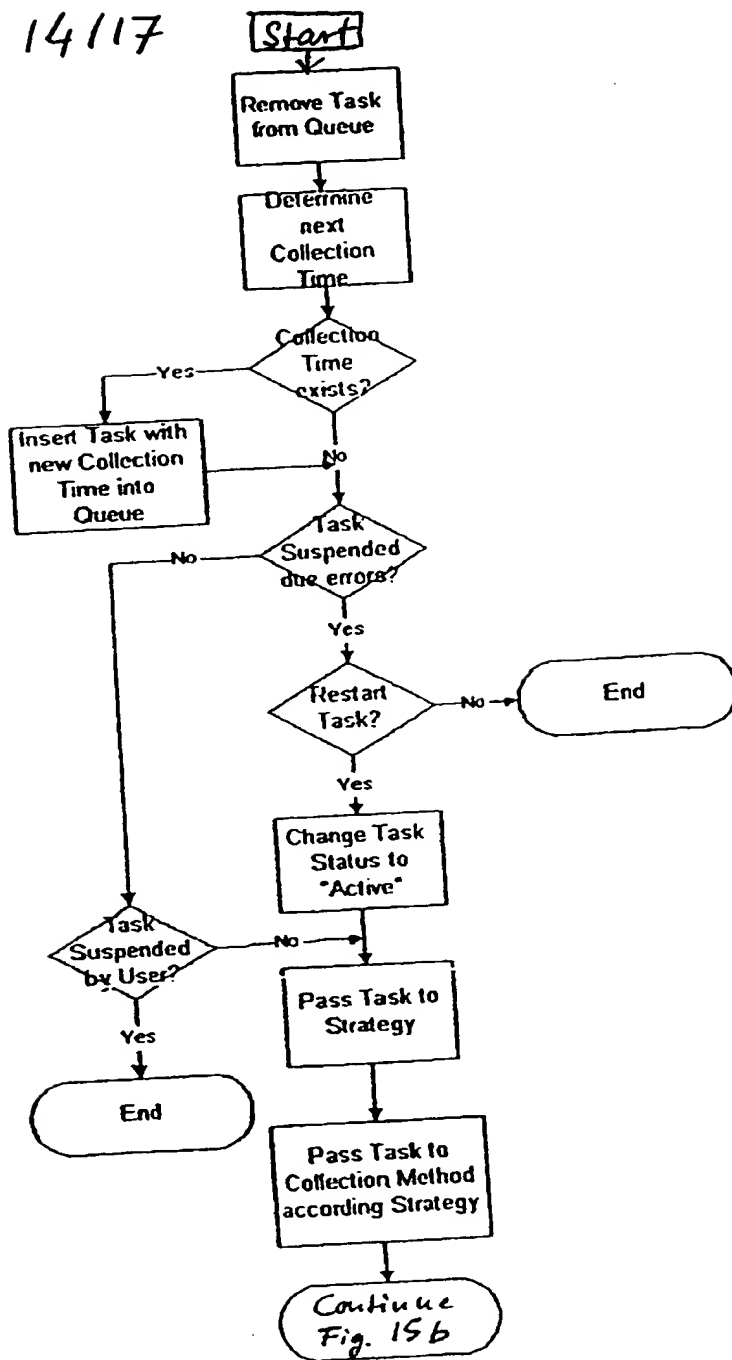 14/17
Start
Remove Task
from Queue
Determine
next
Collection
Time
Collection
Time
exists?
Yes
Insert Task with
new Collection
Time into
Queue
No
Task
Suspended
due errors?
No
Yes
Restart
Task?
No
End
Yes
Change Task
Status to
"Active"
Task
Suspended
by User?
No
Yes
End
Pass Task to
Strategy
Pass Task to
Collection Method
according Strategy
Continue
Fig. 15b